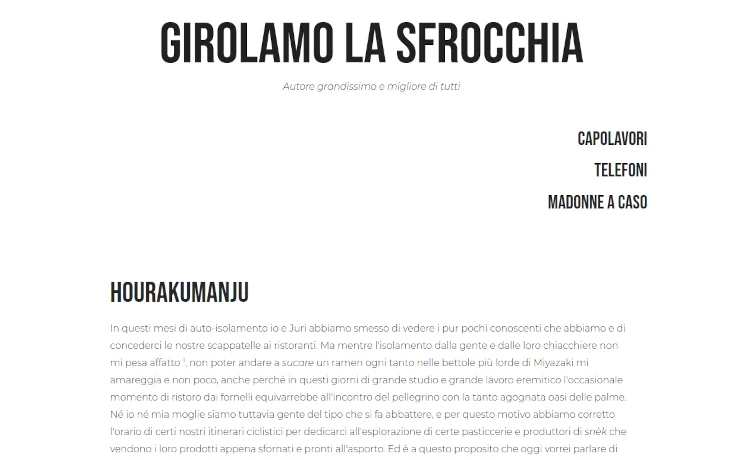 GIROLAMO LA SFROCCHIA
Autore grandissimo e migliore di tutti
CAPOLAVORI
TELEFONI
MADONNE A CASO
HOURAKUMANJU
In questi mesi di auto-isolamento io e Juri abbiamo smesso di vedere i pur pochi conoscenti che abbiamo e di
concederci le nostre scappatelle ai ristoranti. Ma mentre l'isolamento dalla gente e dalle loro chiacchiere non
mi pesa affatto ¹, non poter andare a sucare un ramen ogni tanto nelle bettole più lorde di Miyazaki mi
amareggia e non poco, anche perché in questi giorni di grande studio e grande lavoro eremitico l'occasionale
momento di ristoro dai fornelli equivarrebbe all'incontro del pellegrino con la tanto agognata oasi delle palme.
Né io né mia moglie siamo tuttavia gente del tipo che si fa abbattere, e per questo motivo abbiamo corretto
l'orario di certi nostri itinerari ciclistici per dedicarci all'esplorazione di certe pasticcerie e produttori di snèk che
vendono i loro prodotti appena sfornati e pronti all'asporto. Ed è a questo proposito che oggi vorrei parlare di